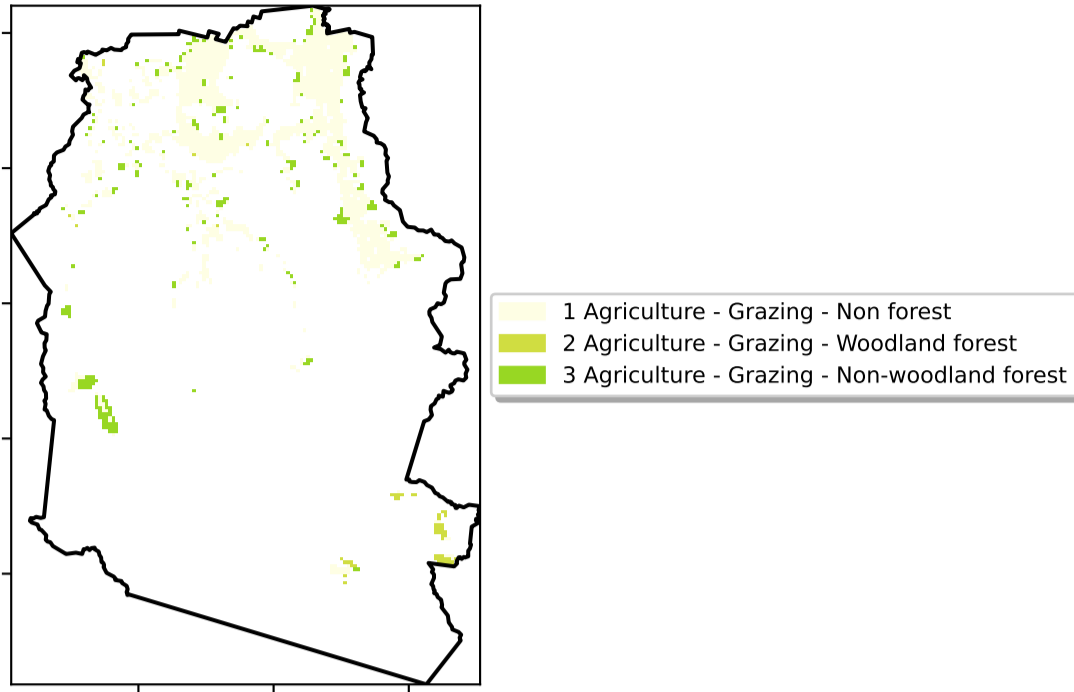 1 Agriculture - Grazing - Non forest
2 Agriculture - Grazing - Woodland forest
3 Agriculture - Grazing - Non-woodland forest